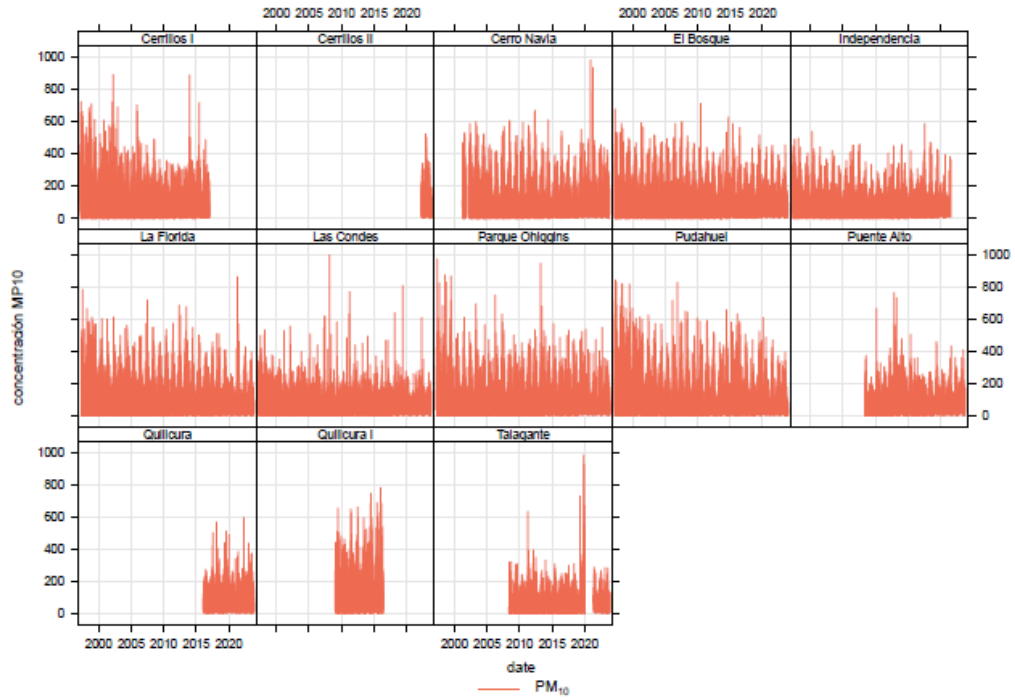 2000 2005 2010 2015 2020 2000 2005 2010 2015 2020
Cerrillos I Cerrillos II Cerro Navia El Bosque Independencia
1000
800
600
400
200
0
La Florida Las Condes Parque OHiggins Pudahuel Puente Alto
1000
800
600
400
200
0
concentración MP10
Quilicura Quilicura I Talagante
1000
800
600
400
200
0
2000 2005 2010 2015 2020 2000 2005 2010 2015 2020
date
PM₁₀